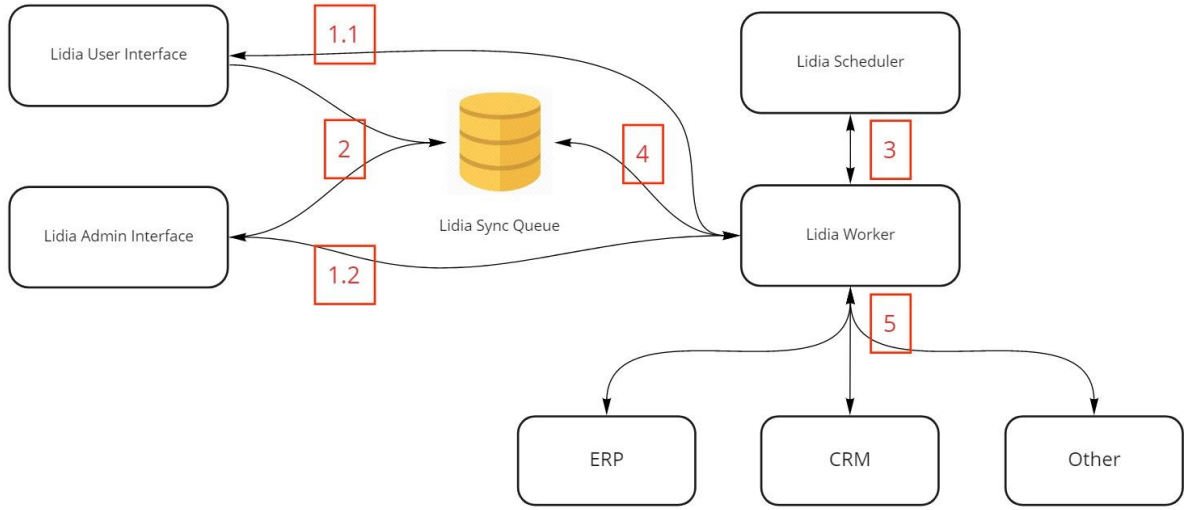 1.1
Lidia User Interface
Lidia Scheduler
2
4
3
Lidia Sync Queue
Lidia Admin Interface
Lidia Worker
1.2
5
ERP
CRM
Other